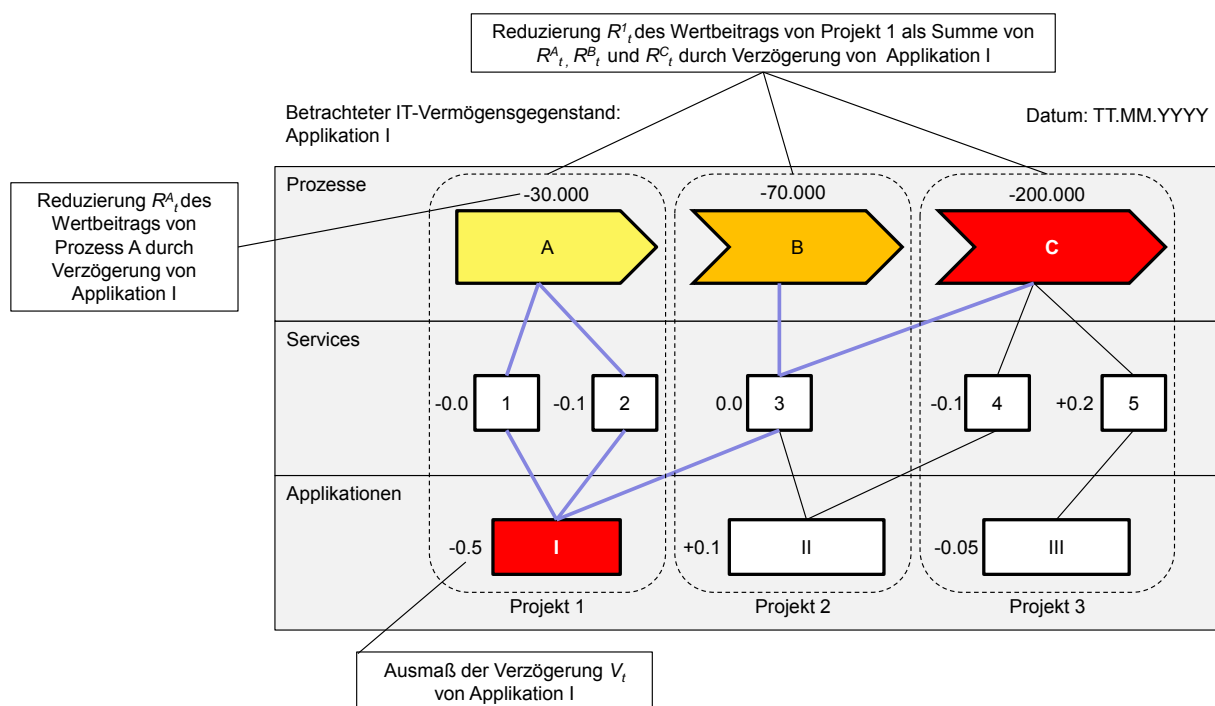 Reduzierung R¹t des Wertbeitrags von Projekt 1 als Summe von
RAt, RBt und RCt durch Verzögerung von Applikation I
Betrachteter IT-Vermögensgegenstand:
Applikation I
Datum: TT.MM.YYYY
Reduzierung RAt des
Wertbeitrags von
Prozess A durch
Verzögerung von
Applikation I
Prozesse
-30.000
-70.000
-200.000
A
B
C
Services
-0.0
1
-0.1
2
0.0
3
-0.1
4
+0.2
5
Applikationen
-0.5
I
+0.1
II
-0.05
III
Projekt 1
Projekt 2
Projekt 3
Ausmaß der Verzögerung Vt
von Applikation I